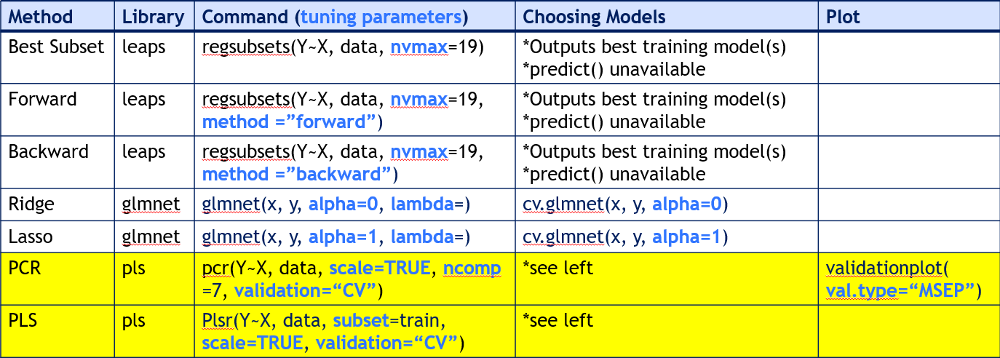 Method Library Command (tuning parameters) Choosing Models Plot
Best Subset leaps regsubsets(Y~X, data, nvmax=19) *Outputs best training model(s)
*predict() unavailable
Forward leaps regsubsets(Y~X, data, nvmax=19, *Outputs best training model(s)
method =”forward”) *predict() unavailable
Backward leaps regsubsets(Y~X, data, nvmax=19, *Outputs best training model(s)
method =”backward”) *predict() unavailable
Ridge glmnet glmnet(x, y, alpha=0, lambda=) cv.glmnet(x, y, alpha=0)
Lasso glmnet glmnet(x, y, alpha=1, lambda=) cv.glmnet(x, y, alpha=1)
PCR pls pcr(Y~X, data, scale=TRUE, ncomp *see left validationplot(
=7, validation=“CV”) val.type=“MSEP”)
PLS pls Plsr(Y~X, data, subset=train, *see left
scale=TRUE, validation=“CV”)